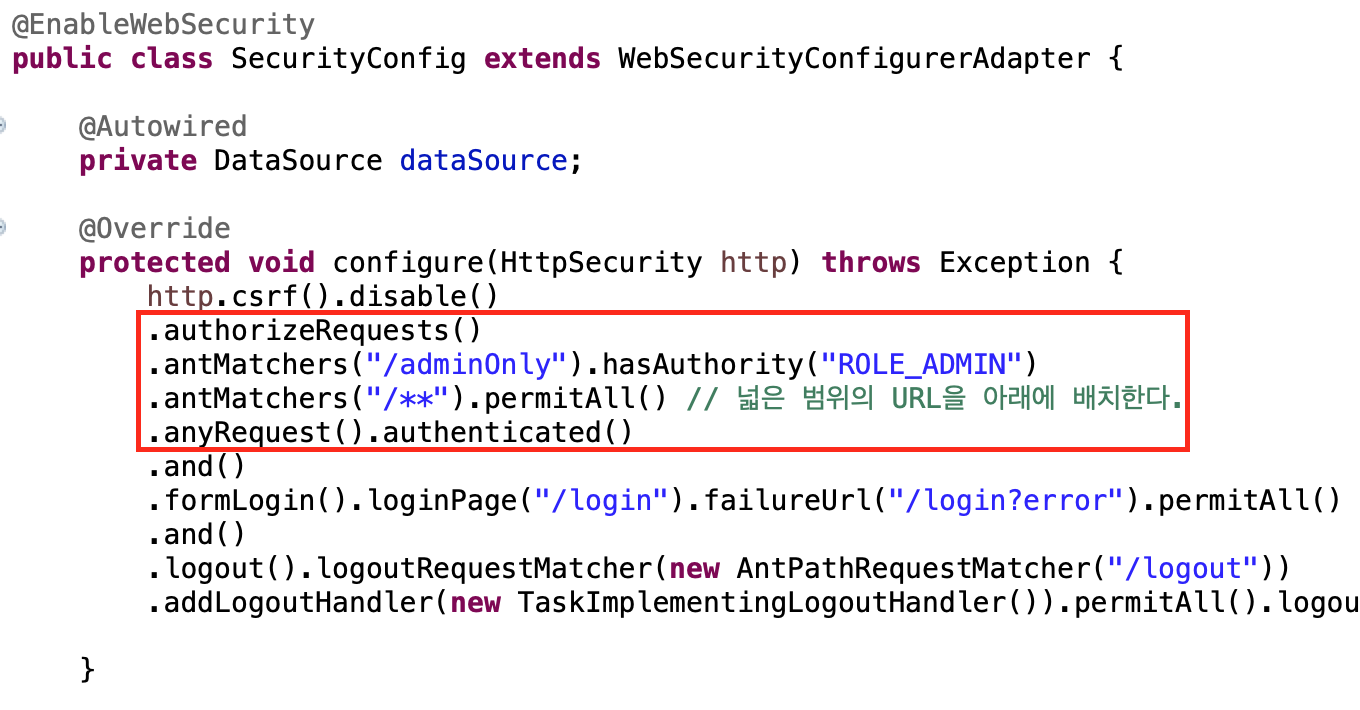 @EnableWebSecurity
public class SecurityConfig extends WebSecurityConfigurerAdapter {
@Autowired
private DataSource dataSource;
@Override
protected void configure(HttpSecurity http) throws Exception {
http.csrf().disable()
.authorizeRequests()
.antMatchers("/adminOnly").hasAuthority("ROLE_ADMIN")
.antMatchers("/**").permitAll() // 넓은 범위의 URL을 아래에 배치한다.
.anyRequest().authenticated()
.and()
.formLogin().loginPage("/login").failureUrl("/login?error").permitAll()
.and()
.logout().logoutRequestMatcher(new AntPathRequestMatcher("/logout"))
.addLogoutHandler(new TaskImplementingLogoutHandler()).permitAll().logou
}